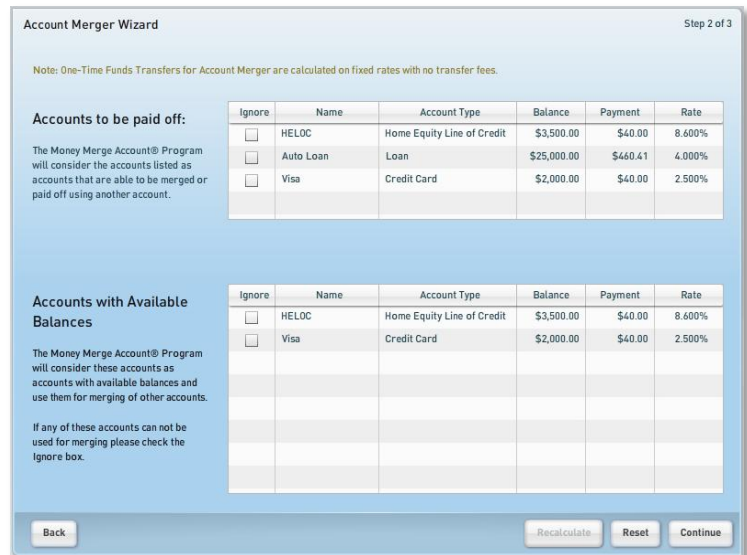 Account Merger Wizard
Step 2 of 3
Note: One-Time Funds Transfers for Account Merger are calculated on fixed rates with no transfer fees.
Accounts to be paid off:
The Money Merge Account® Program
will consider the accounts listed as
accounts that are able to be merged or
paid off using another account.
Ignore Name Account Type Balance Payment Rate
HELOC Home Equity Line of Credit $3,500.00 $40.00 8.600%
Auto Loan Loan $25,000.00 $460.41 4.000%
Visa Credit Card $2,000.00 $40.00 2.500%
Accounts with Available
Balances
The Money Merge Account® Program
will consider these accounts as
accounts with available balances and
use them for merging of other accounts.
If any of these accounts can not be
used for merging please check the
Ignore box.
Ignore Name Account Type Balance Payment Rate
HELOC Home Equity Line of Credit $3,500.00 $40.00 8.600%
Visa Credit Card $2,000.00 $40.00 2.500%
Back Recalculate Reset Continue